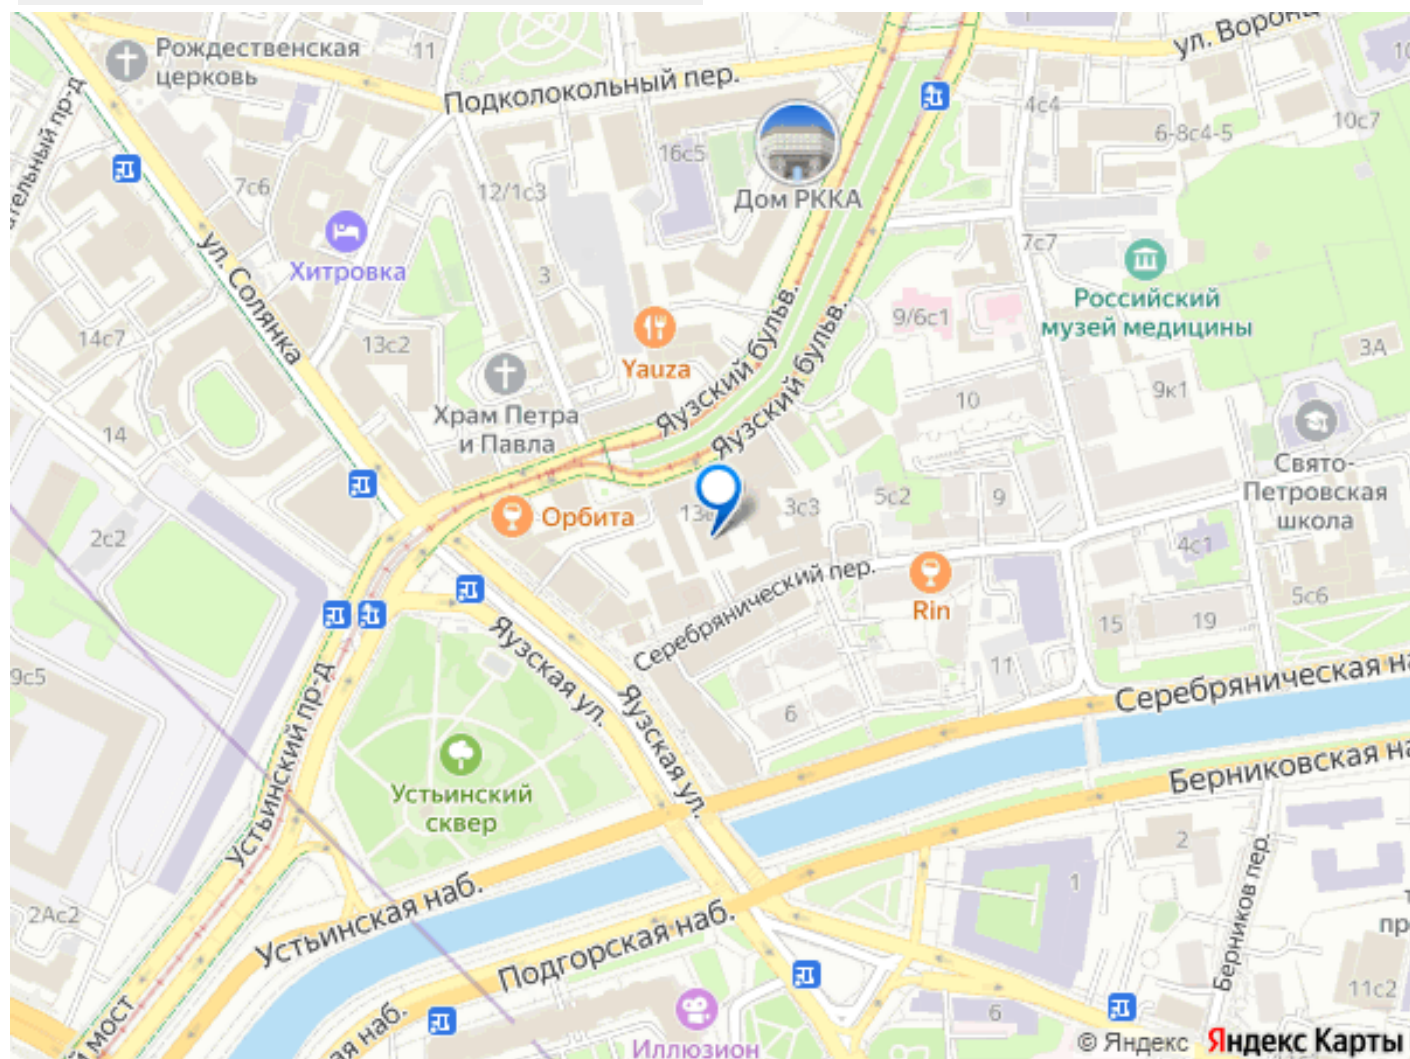 Рождественская
церковь
11
Подколокольный пер.
ул. Ворон
10
4с4
6-8с4-5
10с7
16с5
Дом РККА
7с6
12/1с3
Хитровка
ул. Солянка
3
7с7
Российский
музей медицины
9/6с1
3А
14с7
13с2
Yauza
Яузский бульв.
Яузский бульв.
Храм Петра
и Павла
10
9к1
14
Свято-
Петровская
школа
Орбита
13
3с3
5с2
9
2с2
4с1
Серебрянический пер.
Rin
5с6
15
19
Яузская ул.
Яузская ул.
11
9с5
6
Серебряническая на
Устьинский пр-д
Устьинский
сквер
Берниковская на
2
1
Берников пер.
2Ас2
Устьинская наб.
Подгорская наб.
пр
11с2
6
мост
ая наб.
Иллюзион
© Яндекс Яндекс Карты